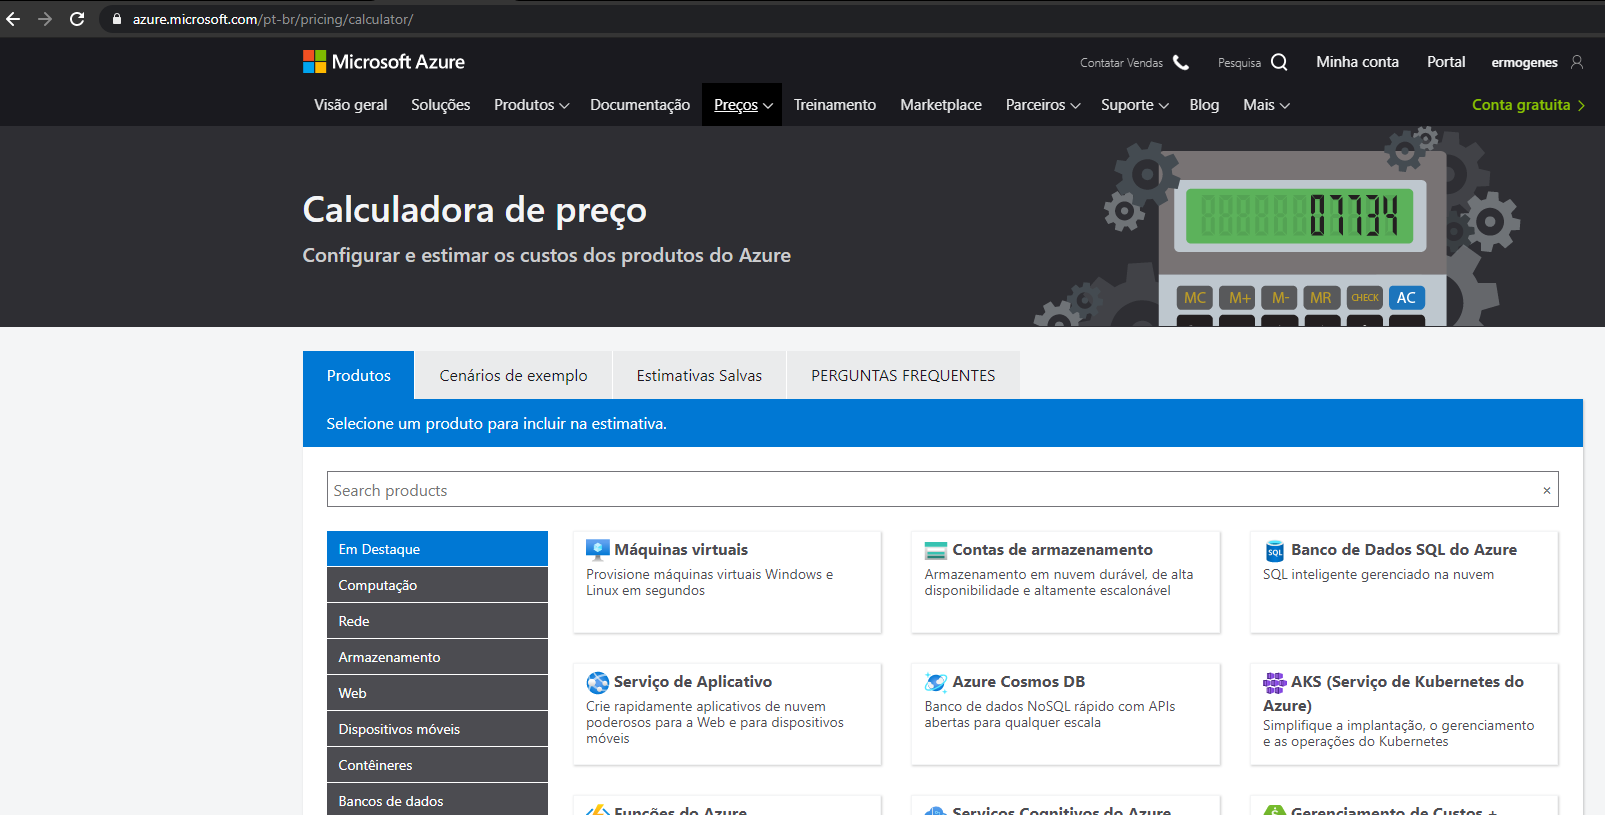 azure.microsoft.com/pt-br/pricing/calculator/
Microsoft Azure
Contatar Vendas
Pesquisa
Minha conta
Portal
ermogenes
Visão geral
Soluções
Produtos
Documentação
Preços
Treinamento
Marketplace
Parceiros
Suporte
Blog
Mais
Conta gratuita
Calculadora de preço
Configurar e estimar os custos dos produtos do Azure
07734
MC M+ M- MR CHECK AC
Produtos
Cenários de exemplo
Estimativas Salvas
PERGUNTAS FREQUENTES
Selecione um produto para incluir na estimativa.
Search products
×
Em Destaque
Computação
Rede
Armazenamento
Web
Dispositivos móveis
Contêineres
Bancos de dados
Máquinas virtuais
Provisione máquinas virtuais Windows e
Linux em segundos
Contas de armazenamento
Armazenamento em nuvem durável, de alta
disponibilidade e altamente escalonável
SQL
Banco de Dados SQL do Azure
SQL inteligente gerenciado na nuvem
Serviço de Aplicativo
Crie rapidamente aplicativos de nuvem
poderosos para a Web e para dispositivos
móveis
Azure Cosmos DB
Banco de dados NoSQL rápido com APIs
abertas para qualquer escala
AKS (Serviço de Kubernetes do
Azure)
Simplifique a implantação, o gerenciamento
e as operações do Kubernetes
Funções do Azure
Serviços Cognitivos do Azure
Gerenciamento de Custos +